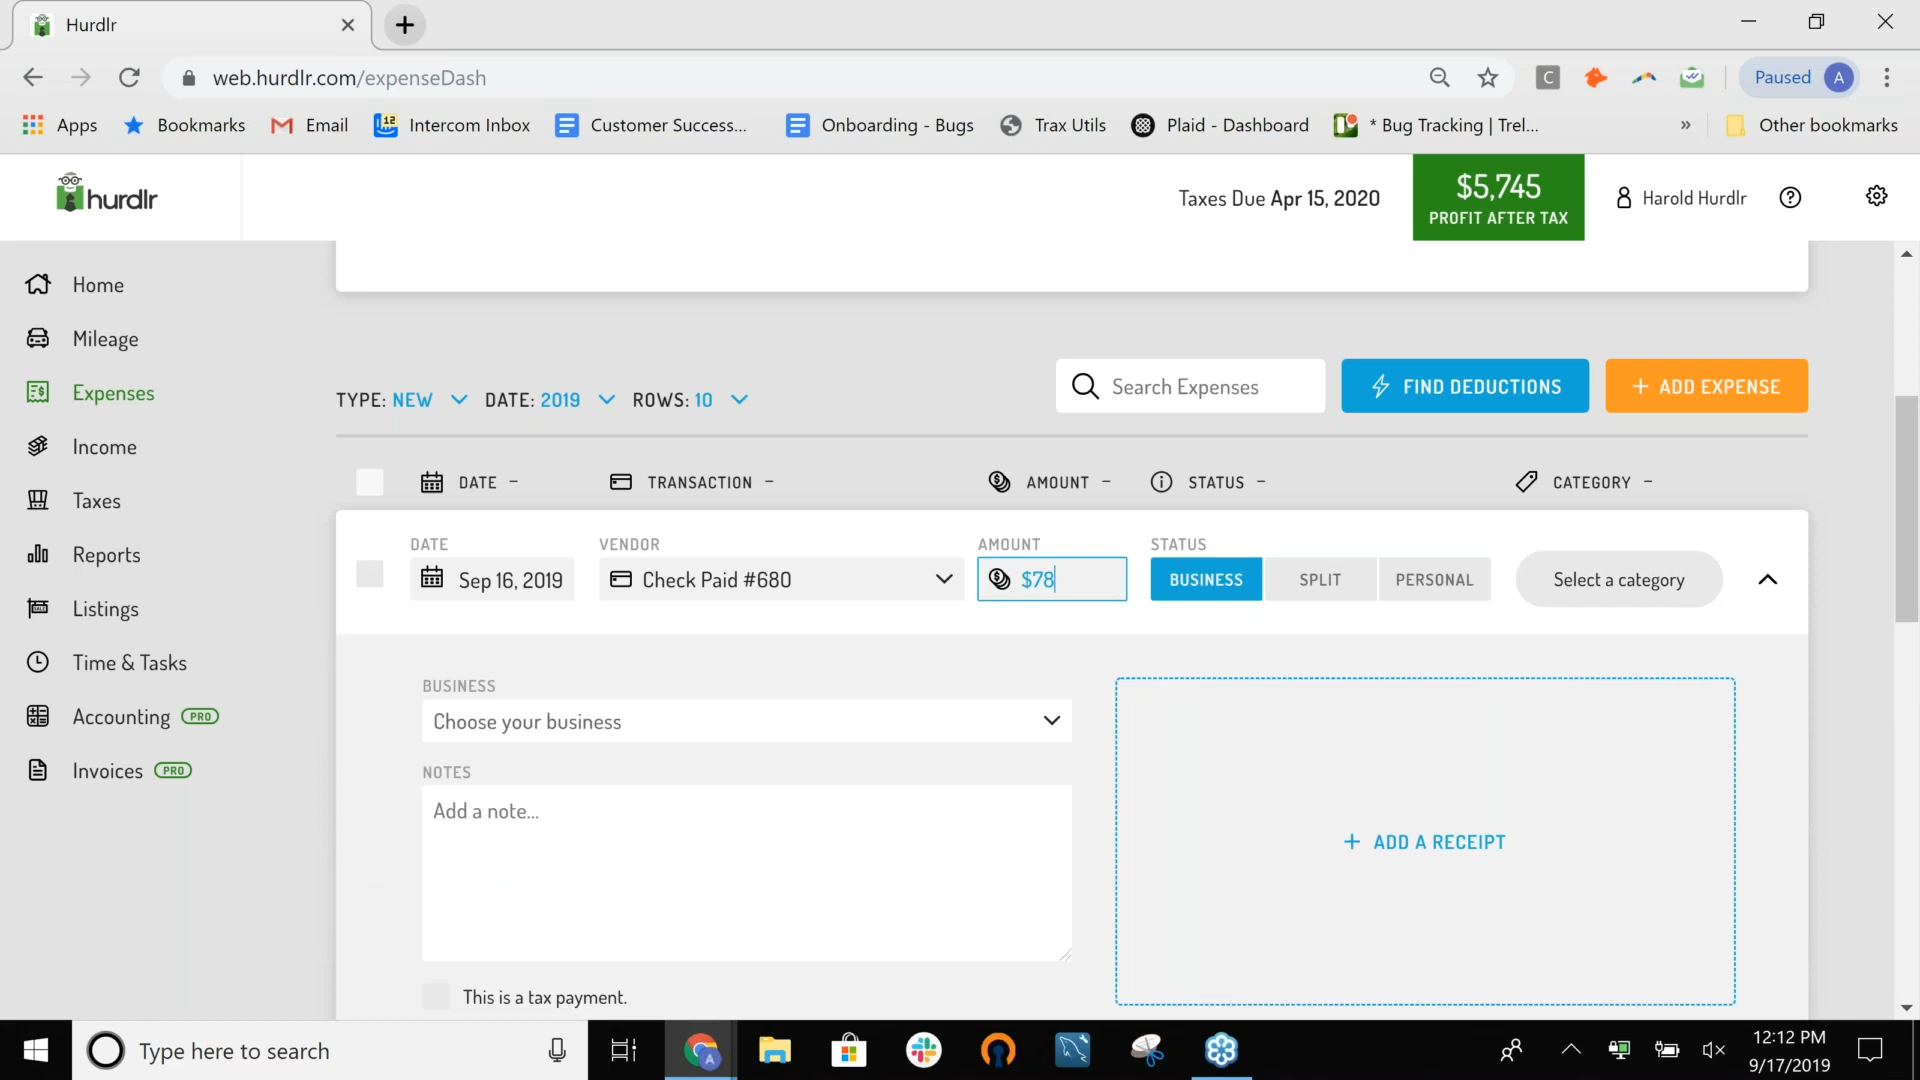 Hurdlr
web.hurdlr.com/expenseDash
C
Paused A
Apps Bookmarks Email 12 Intercom Inbox Customer Success... Onboarding - Bugs Trax Utils Plaid - Dashboard * Bug Tracking | Trel... » Other bookmarks
hurdlr
Taxes Due Apr 15, 2020
$5,745
PROFIT AFTER TAX
Harold Hurdlr
Home
Mileage
Expenses
Income
Taxes
Reports
Listings
Time & Tasks
Accounting PRO
Invoices PRO
TYPE: NEW DATE: 2019 ROWS: 10
Search Expenses
FIND DEDUCTIONS
+ ADD EXPENSE
DATE – TRANSACTION – AMOUNT – STATUS – CATEGORY –
DATE VENDOR AMOUNT STATUS
Sep 16, 2019 Check Paid #680 $78 BUSINESS SPLIT PERSONAL Select a category
BUSINESS
Choose your business
NOTES
Add a note...
+ ADD A RECEIPT
This is a tax payment.
Type here to search
A
12:12 PM
9/17/2019